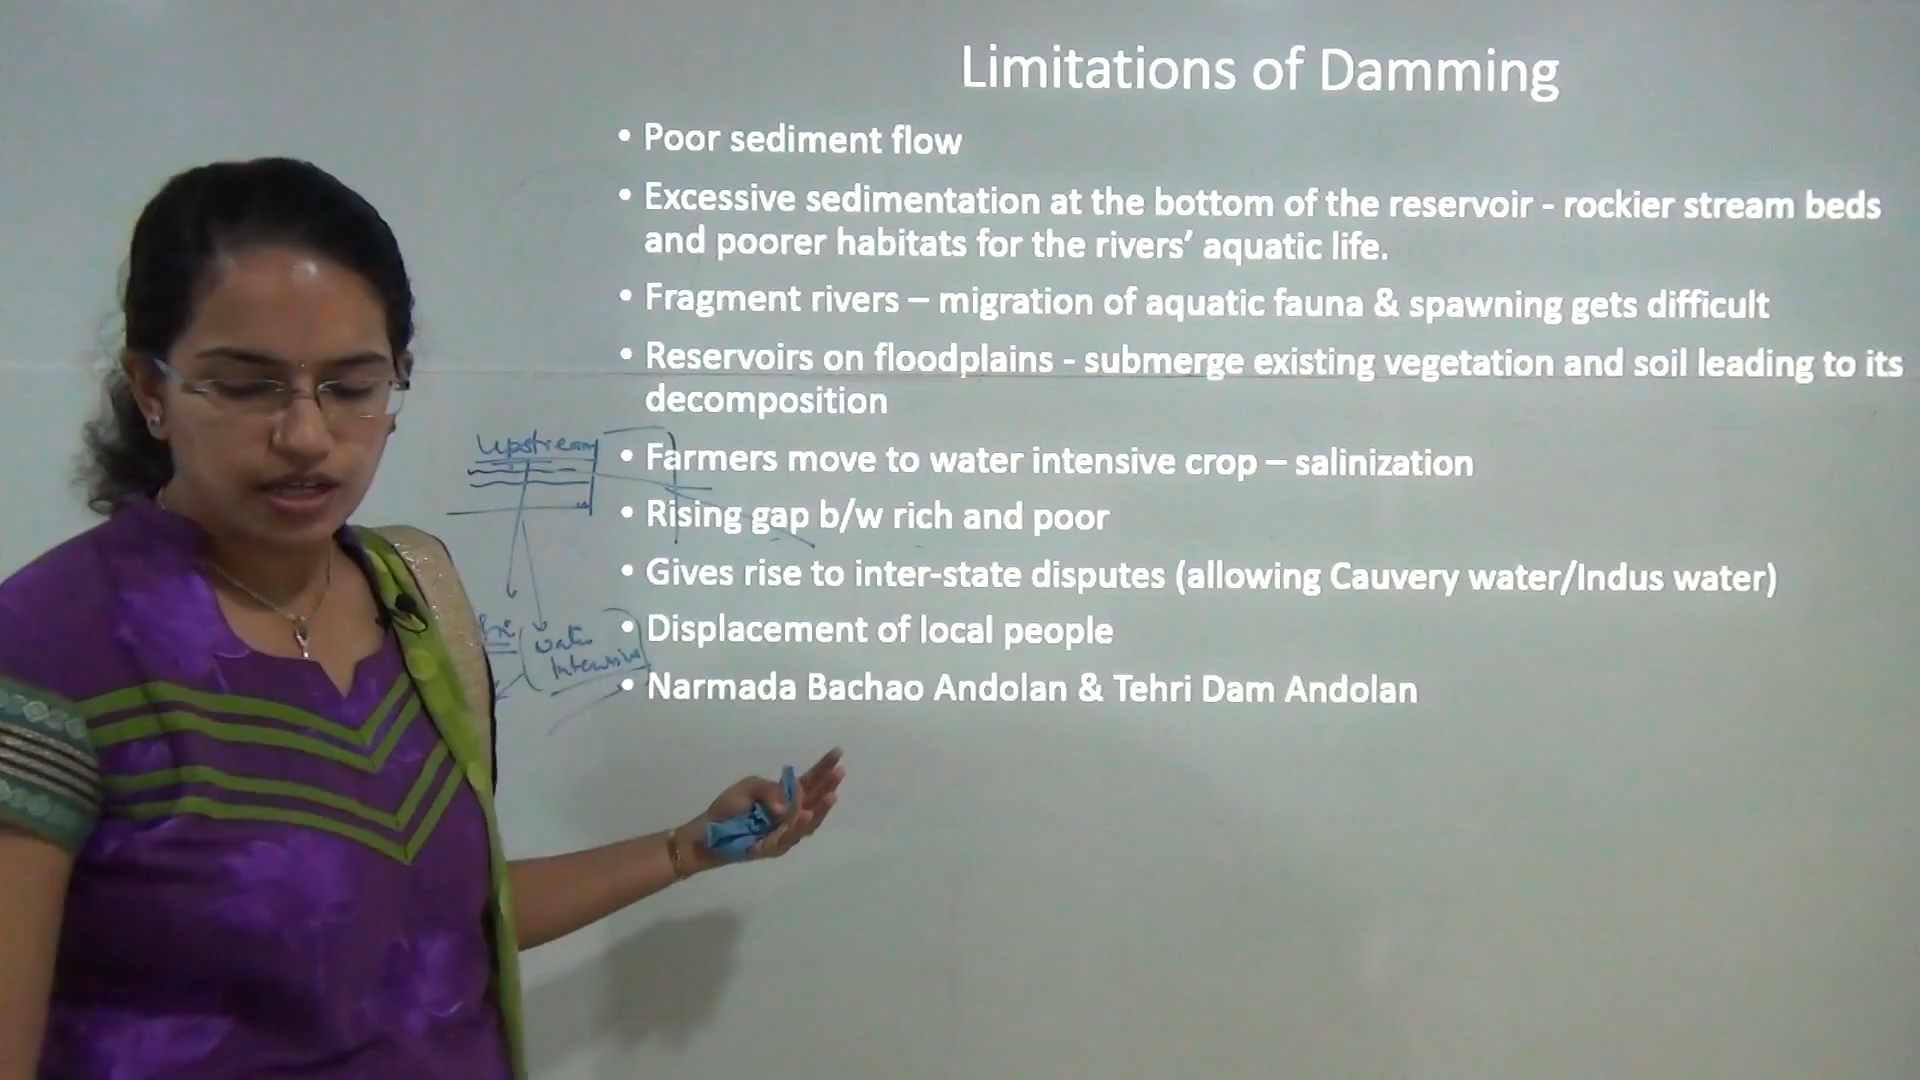 Limitations of Damming
• Poor sediment flow
• Excessive sedimentation at the bottom of the reservoir - rockier stream beds
and poorer habitats for the rivers’ aquatic life.
• Fragment rivers – migration of aquatic fauna & spawning gets difficult
• Reservoirs on floodplains - submerge existing vegetation and soil leading to its
decomposition
• Farmers move to water intensive crop – salinization
• Rising gap b/w rich and poor
• Gives rise to inter-state disputes (allowing Cauvery water/Indus water)
• Displacement of local people
• Narmada Bachao Andolan & Tehri Dam Andolan
Upstream
Intensive